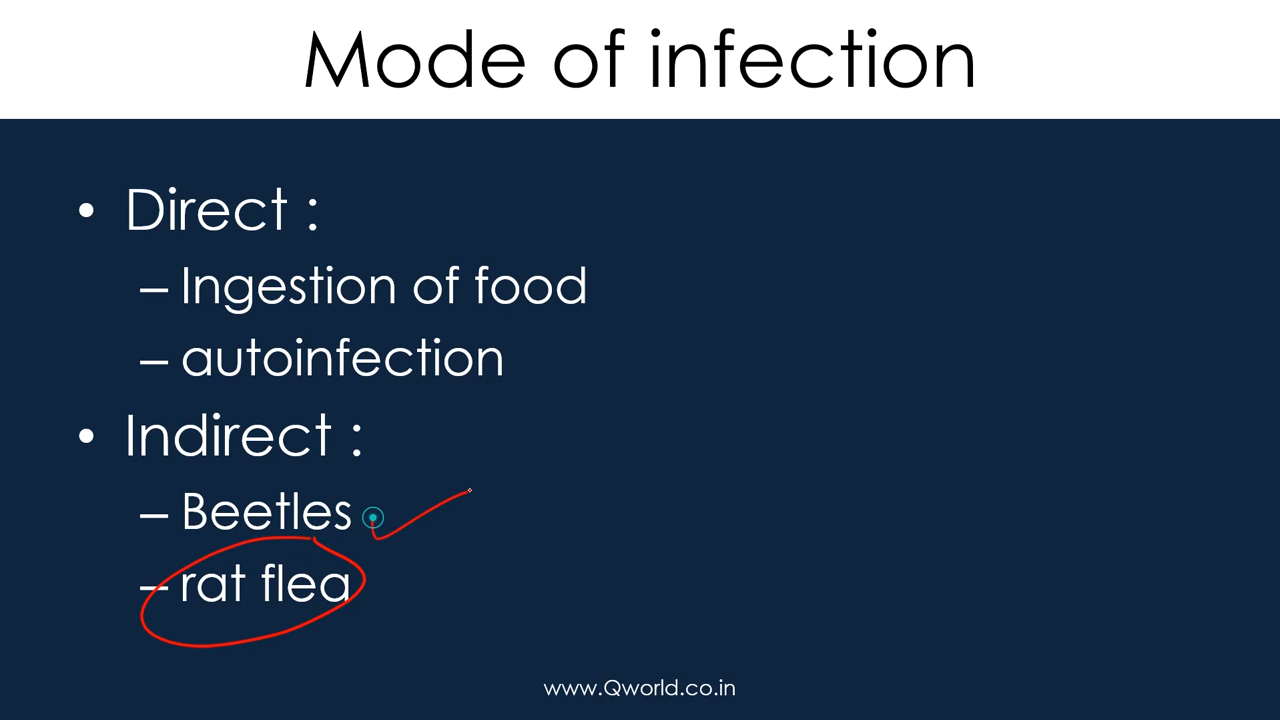 Mode of infection
• Direct :
– Ingestion of food
– autoinfection
• Indirect :
– Beetles
– rat flea
www.Qworld.co.in